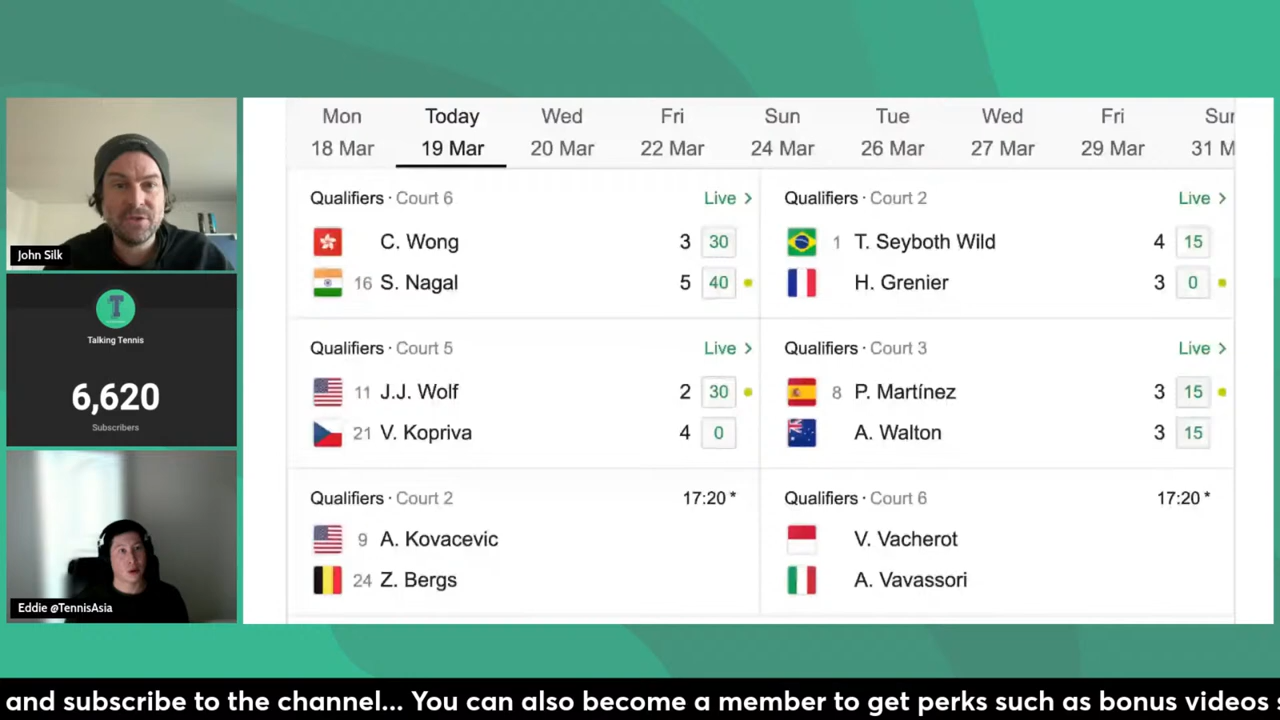 Mon Today Wed Fri Sun Tue Wed Fri Sur
18 Mar 19 Mar 20 Mar 22 Mar 24 Mar 26 Mar 27 Mar 29 Mar 31 M
Qualifiers · Court 6 Live >
C. Wong 3 30
16 S. Nagal 5 40
Qualifiers · Court 2 Live >
1 T. Seyboth Wild 4 15
H. Grenier 3 0
Qualifiers · Court 5 Live >
11 J.J. Wolf 2 30
21 V. Kopriva 4 0
Qualifiers · Court 3 Live >
8 P. Martínez 3 15
A. Walton 3 15
Qualifiers · Court 2 17:20 *
9 A. Kovacevic
24 Z. Bergs
Qualifiers · Court 6 17:20 *
V. Vacherot
A. Vavassori
John Silk
T
Talking Tennis
6,620
Subscribers
Eddie @TennisAsia
and subscribe to the channel... You can also become a member to get perks such as bonus videos